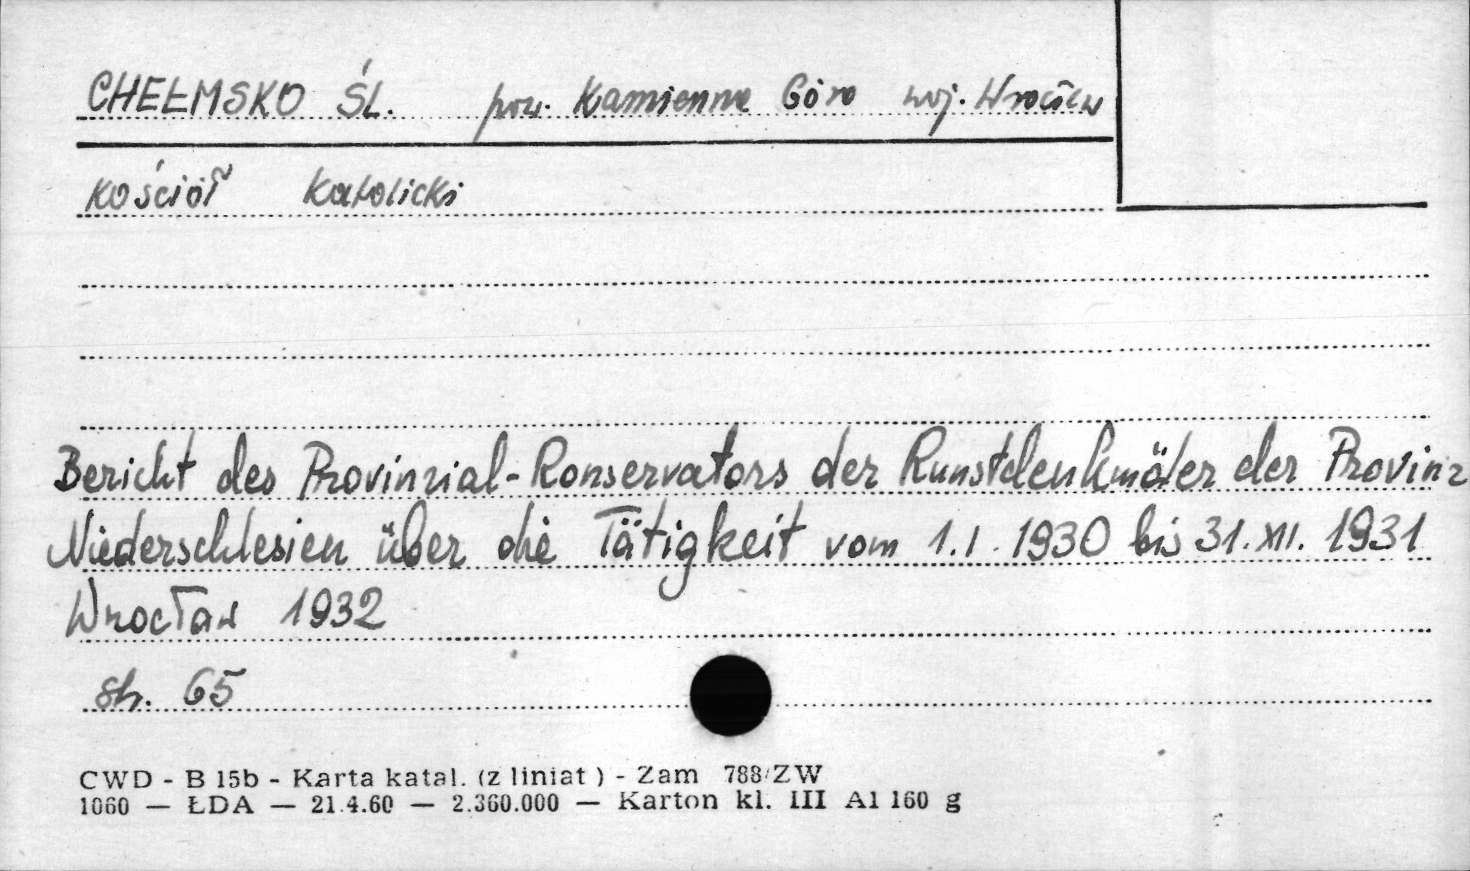 CHEŁMSKO ŚL. pow. Kamienna Góra woj. Wrocław
Kościół Katolicki
Bericht des Provinzial-Konservators der Kunstdenkmäler der Provinz
Niederschlesien über die Tätigkeit vom 1.I.1930 bis 31.XII.1931
Wrocław 1932
str. 65
CWD - B 15b - Karta katal. (z liniat ) - Zam 788/ZW
1060 — ŁDA — 21.4.60 — 2.360.000 — Karton kl. III A1 160 g